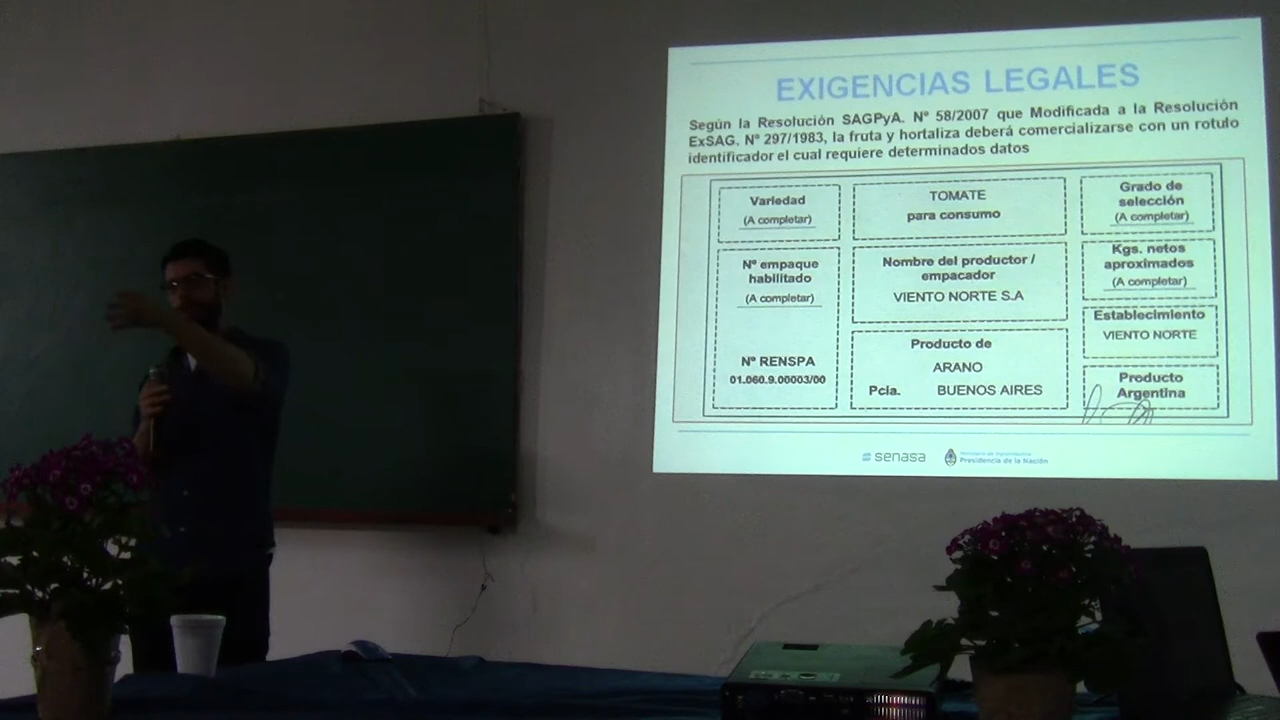 EXIGENCIAS LEGALES
Según la Resolución SAGPyA. Nº 58/2007 que Modificada a la Resolución
ExSAG. Nº 297/1983, la fruta y hortaliza deberá comercializarse con un rotulo
identificador el cual requiere determinados datos
Variedad
(A completar)
TOMATE
para consumo
Grado de
selección
(A completar)
Nº empaque
habilitado
(A completar)
Nº RENSPA
01.060.9.00003/00
Nombre del productor /
empacador
VIENTO NORTE S.A
Kgs. netos
aproximados
(A completar)
Establecimiento
VIENTO NORTE
Producto de
ARANO
Pcia. BUENOS AIRES
Producto
Argentina
senasa
Presidencia de la Nación